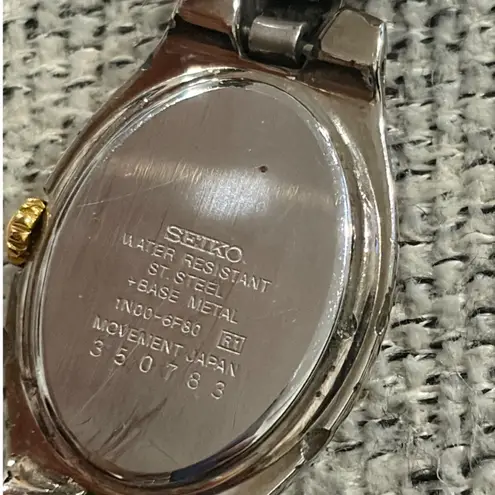 SEIKO
WATER RESISTANT
ST. STEEL
+BASE METAL
1N00-6F80 R1
MOVEMENT JAPAN
350783